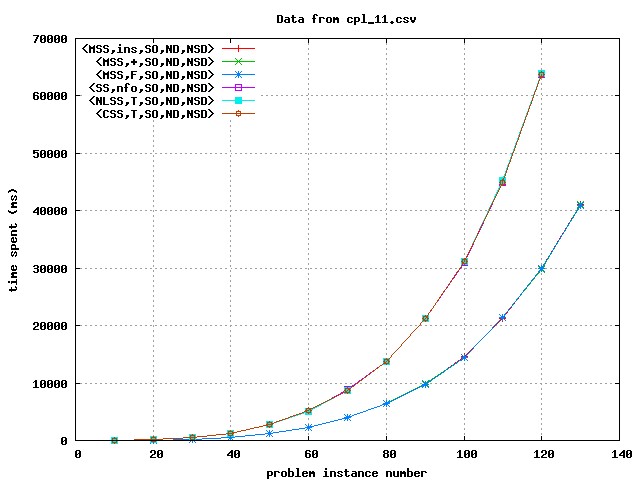 Data from cpl_11.csv
70000
60000
50000
40000
30000
20000
10000
0
time spent (ms)
<MSS,ins,SO,ND,NSD>
<MSS,+,SO,ND,NSD>
<MSS,F,SO,ND,NSD>
<SS,nfo,SO,ND,NSD>
<NLSS,T,SO,ND,NSD>
<CSS,T,SO,ND,NSD>
0 20 40 60 80 100 120 140
problem instance number